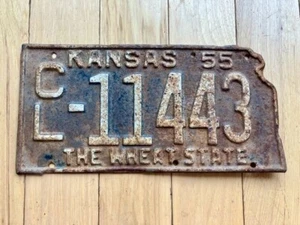 KANSAS '55
CL-11443
THE WHEAT STATE